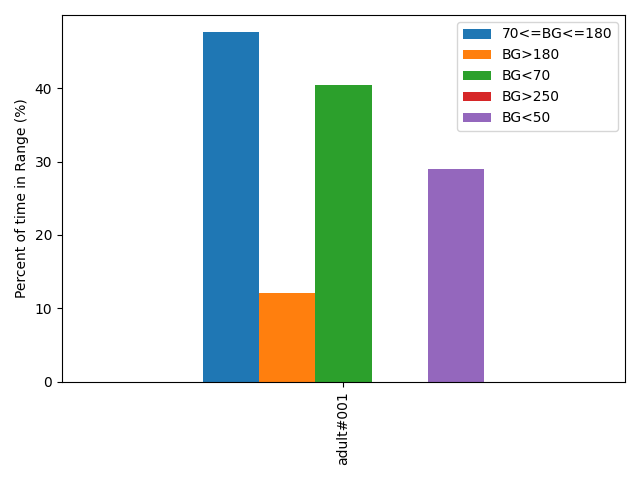 70<=BG<=180
BG>180
BG<70
BG>250
BG<50
Percent of time in Range (%)
40
30
20
10
0
adult#001